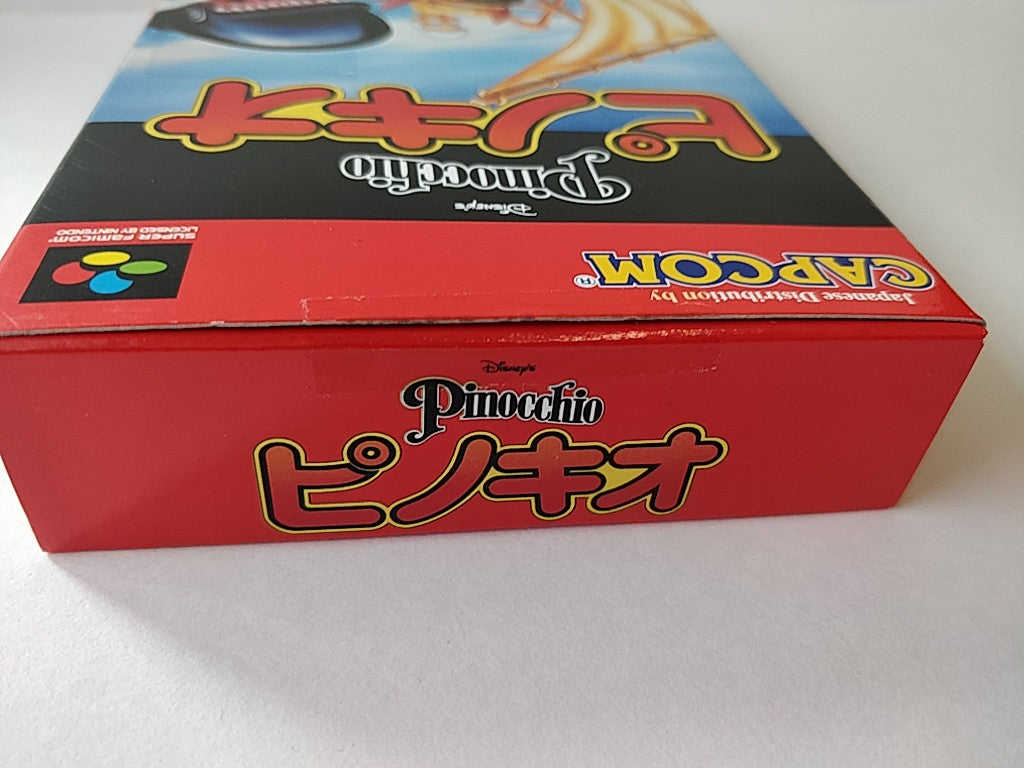 Japanese Distribution by
CAPCOM®
SUPER FAMICOM™
LICENSED BY NINTENDO
Disney's
Pinocchio
ピノキオ
Disney's
Pinocchio
ピノキオ